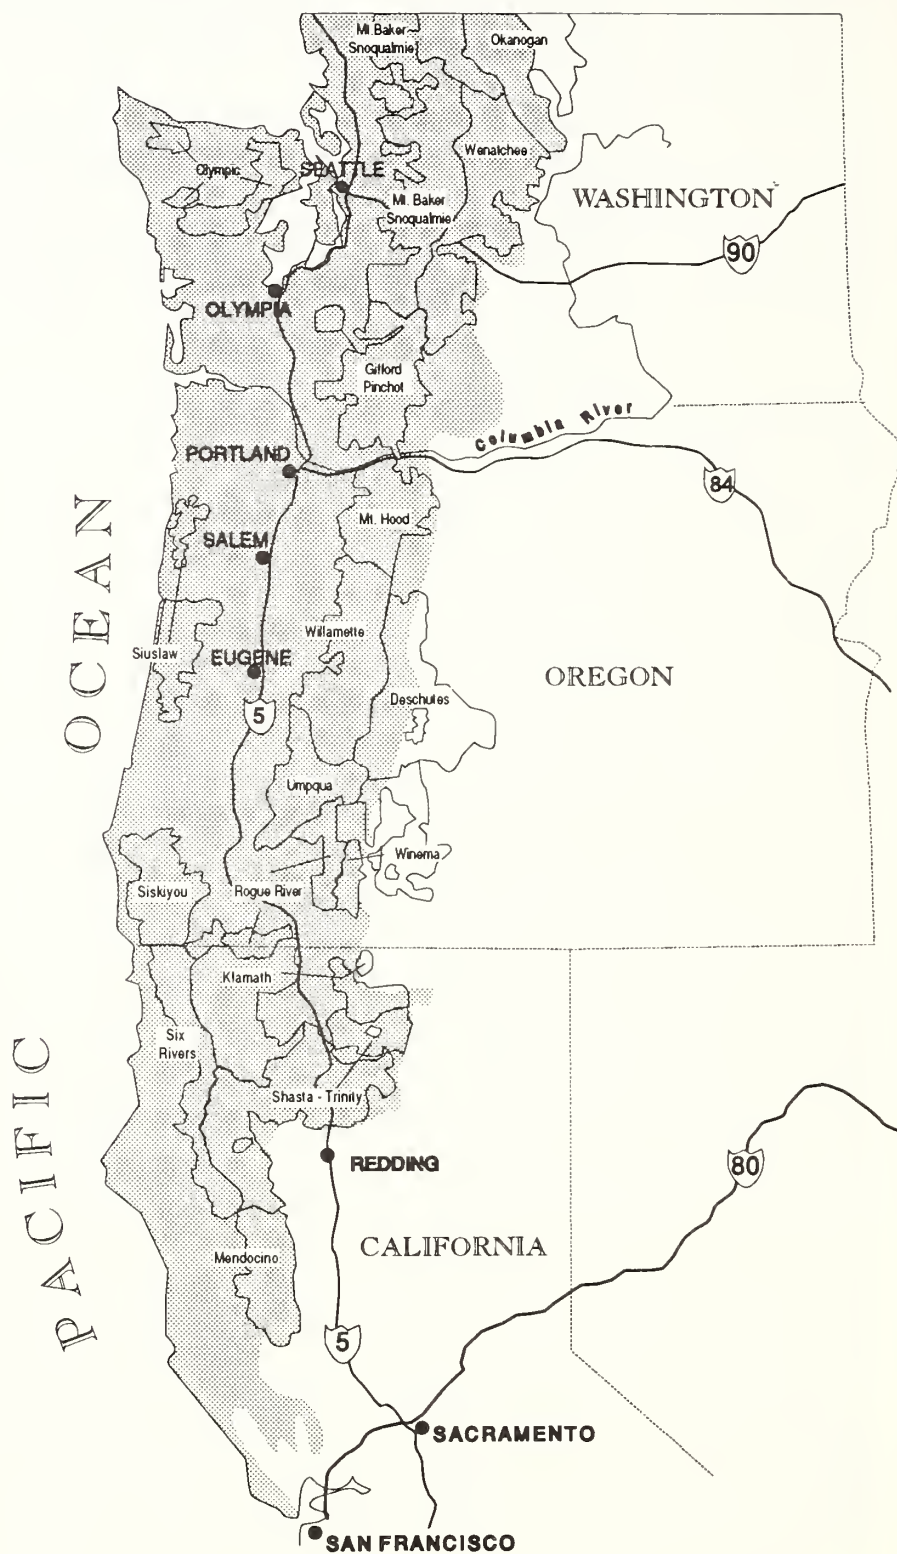 Mt. Baker
Snoqualmie
Okanogan
Wenatchee
Olympic
SEATTLE
Mt. Baker
Snoqualmie
WASHINGTON
90
OLYMPIA
Gifford
Pinchot
Columbia River
PORTLAND
84
Mt. Hood
SALEM
Willamette
Siuslaw
EUGENE
OREGON
Deschutes
5
OCEAN
Umpqua
Winema
Siskiyou
Rogue River
Klamath
Six
Rivers
Shasta - Trinity
PACIFIC
REDDING
80
CALIFORNIA
Mendocino
5
SACRAMENTO
SAN FRANCISCO